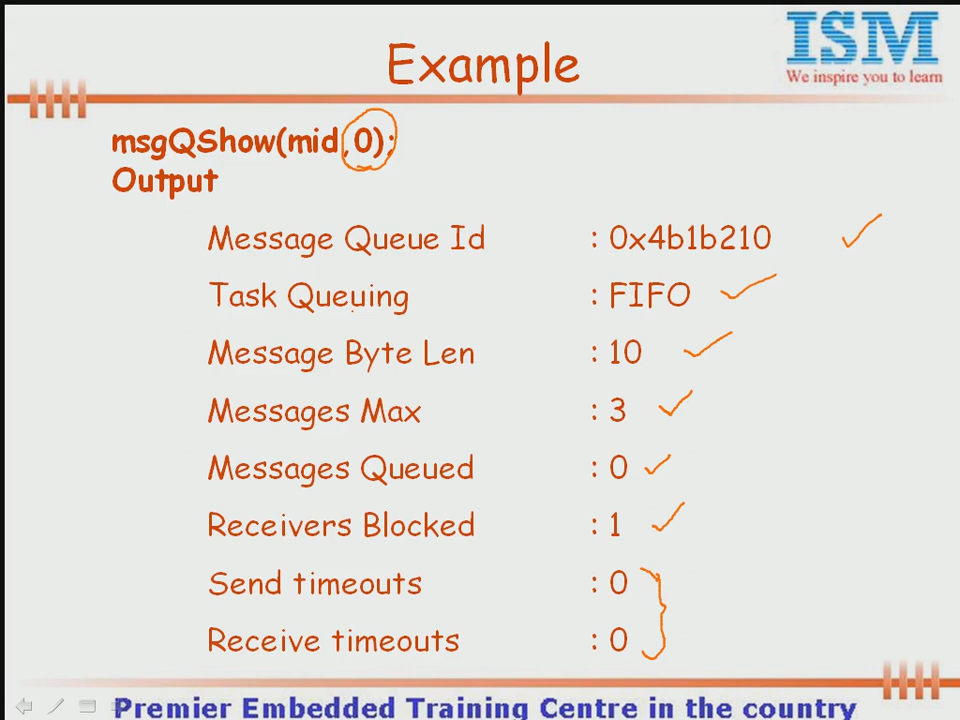 ISM
Example
We inspire you to learn
msgQShow(mid,0);
Output
Message Queue Id : 0x4b1b210
Task Queuing : FIFO
Message Byte Len : 10
Messages Max : 3
Messages Queued : 0
Receivers Blocked : 1
Send timeouts : 0
Receive timeouts : 0
Premier Embedded Training Centre in the country